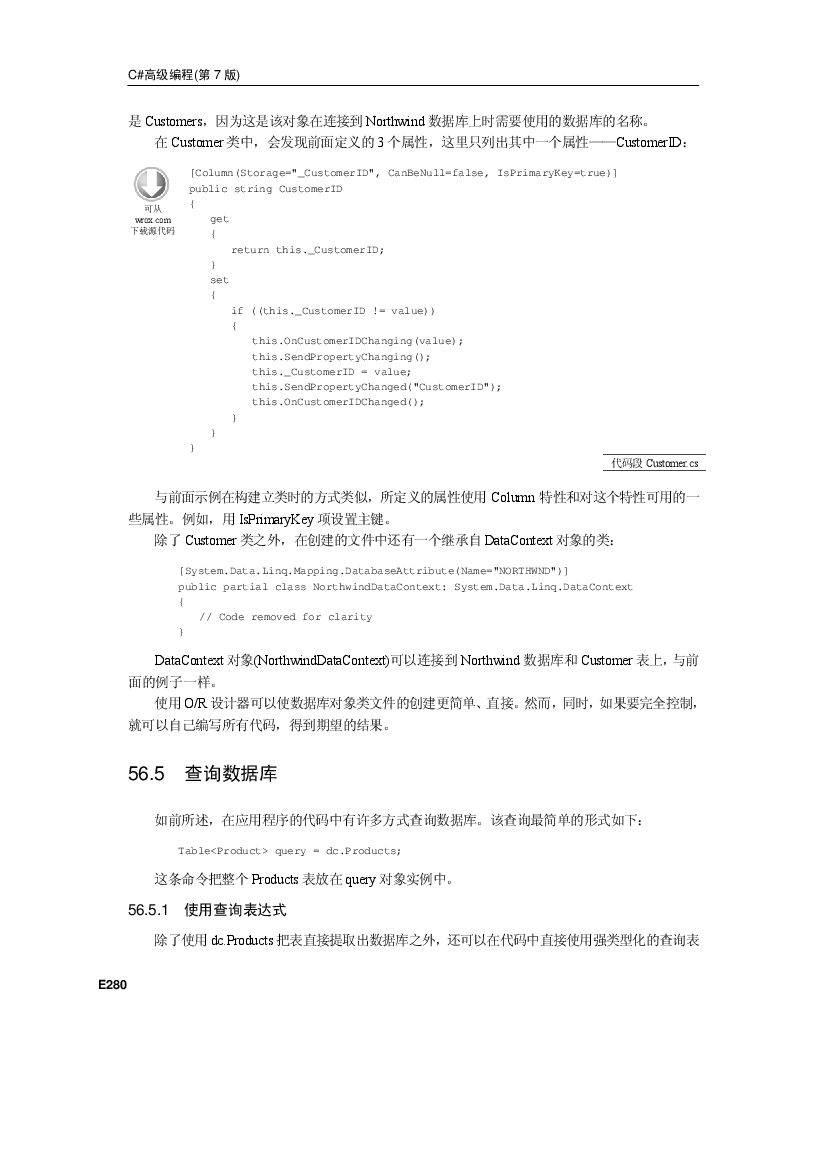 C#高级编程(第 7 版)
是 Customers，因为这是该对象在连接到 Northwind 数据库上时需要使用的数据库的名称。
在 Customer 类中，会发现前面定义的 3 个属性，这里只列出其中一个属性——CustomerID：
可从
wrox.com
下载源代码
[Column(Storage="_CustomerID", CanBeNull=false, IsPrimaryKey=true)]
public string CustomerID
{
get
{
return this._CustomerID;
}
set
{
if ((this._CustomerID != value))
{
this.OnCustomerIDChanging(value);
this.SendPropertyChanging();
this._CustomerID = value;
this.SendPropertyChanged("CustomerID");
this.OnCustomerIDChanged();
}
}
}
代码段 Customer.cs
与前面示例在构建立类时的方式类似，所定义的属性使用 Column 特性和对这个特性可用的一
些属性。例如，用 IsPrimaryKey 项设置主键。
除了 Customer 类之外，在创建的文件中还有一个继承自 DataContext 对象的类：
[System.Data.Linq.Mapping.DatabaseAttribute(Name="NORTHWND")]
public partial class NorthwindDataContext: System.Data.Linq.DataContext
{
// Code removed for clarity
}
DataContext 对象(NorthwindDataContext)可以连接到 Northwind 数据库和 Customer 表上，与前
面的例子一样。
使用 O/R 设计器可以使数据库对象类文件的创建更简单、直接。然而，同时，如果要完全控制，
就可以自己编写所有代码，得到期望的结果。
56.5 查询数据库
如前所述，在应用程序的代码中有许多方式查询数据库。该查询最简单的形式如下：
Table<Product> query = dc.Products;
这条命令把整个 Products 表放在 query 对象实例中。
56.5.1 使用查询表达式
除了使用 dc.Products 把表直接提取出数据库之外，还可以在代码中直接使用强类型化的查询表
E280